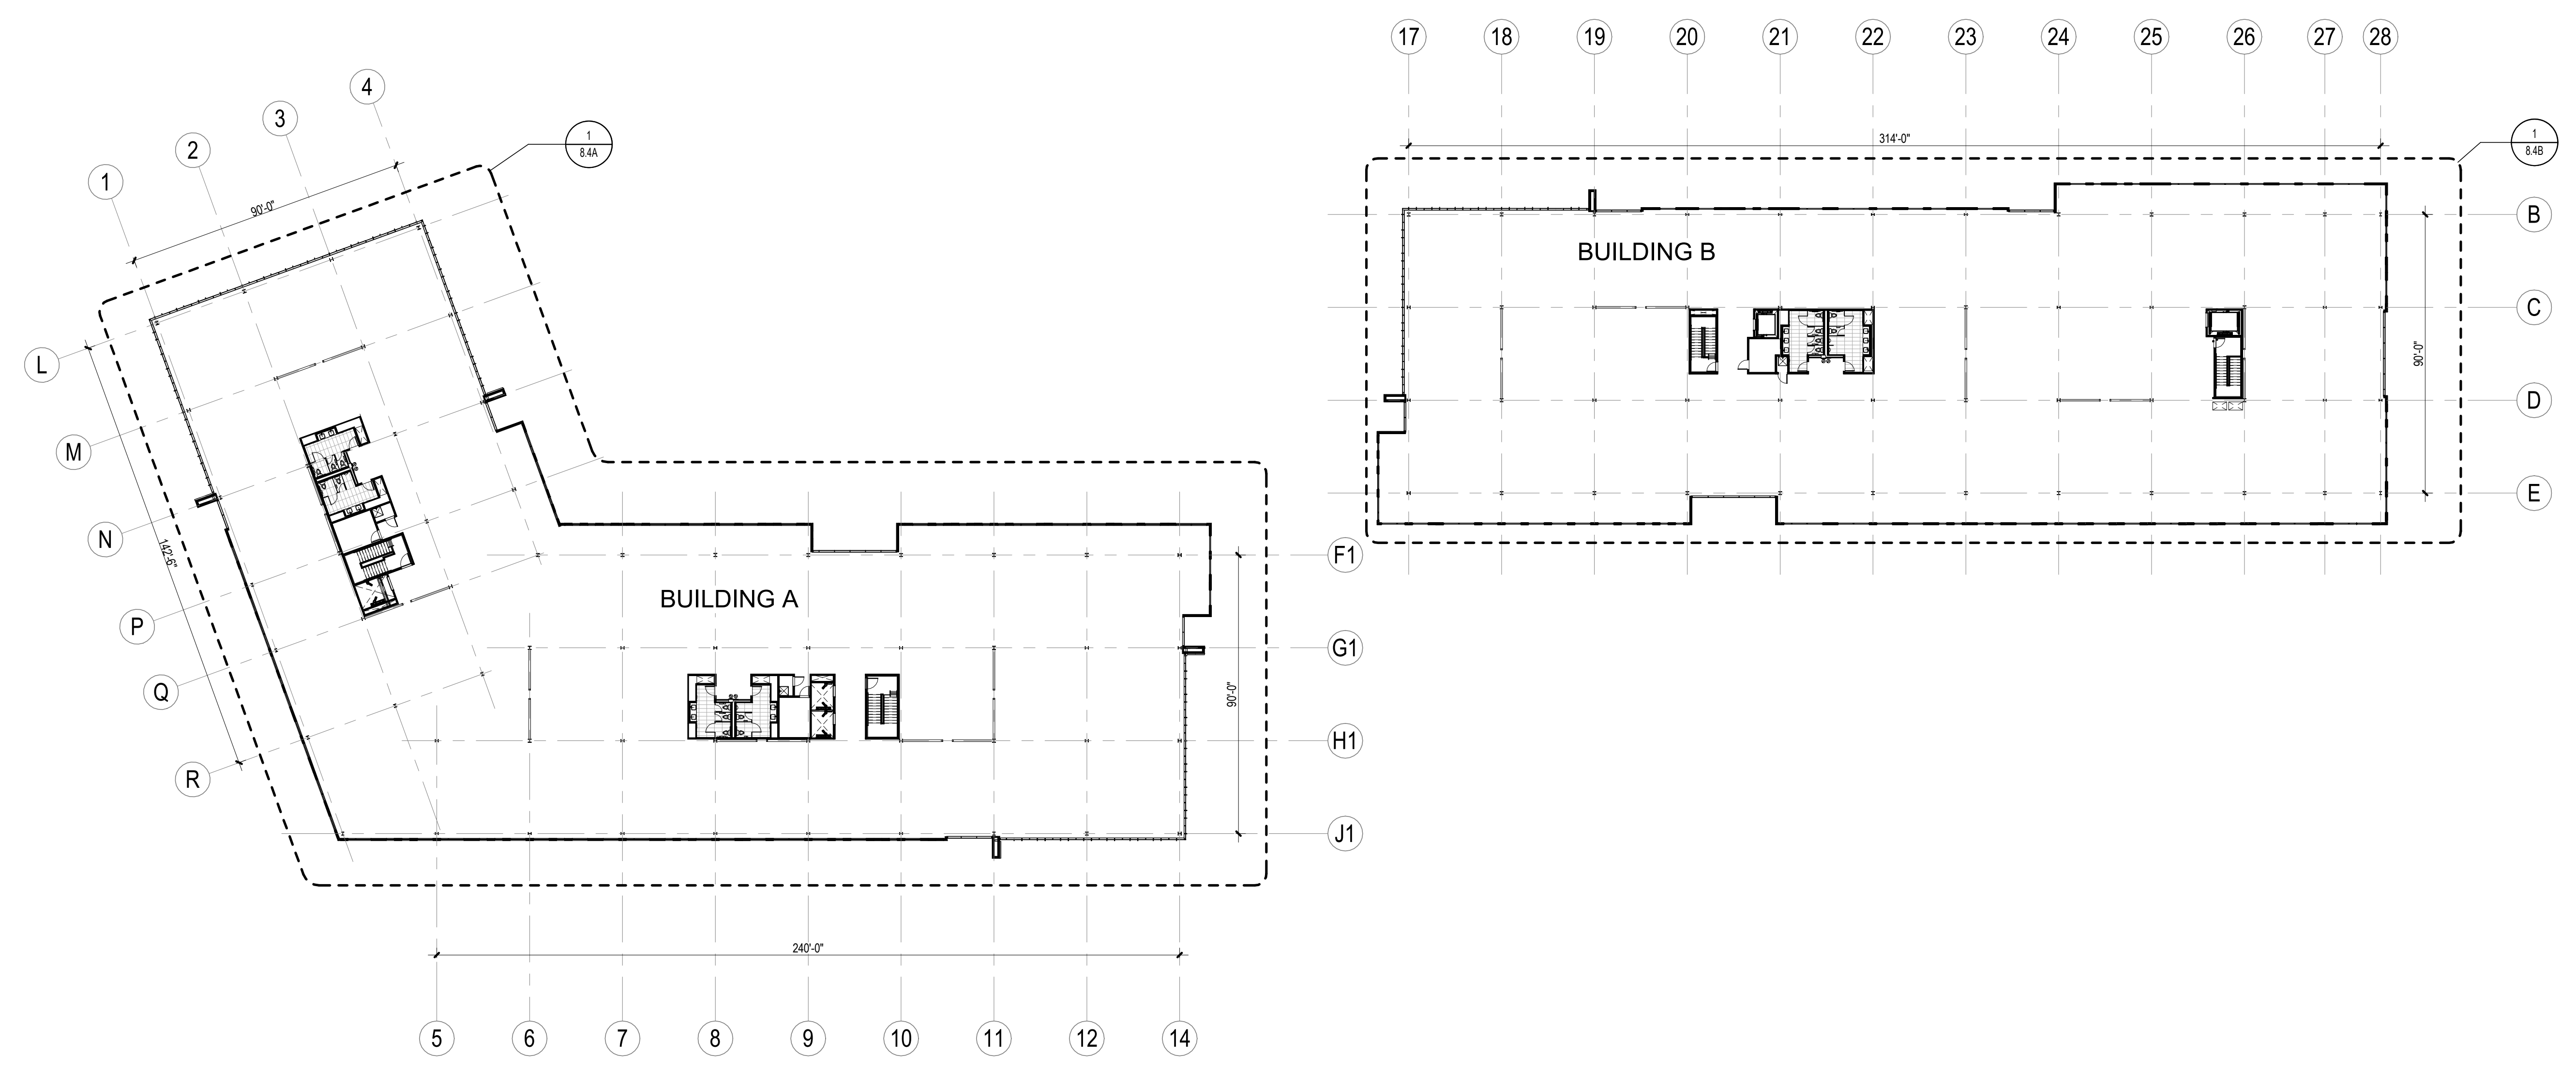 17 18 19 20 21 22 23 24 25 26 27 28
4
3
2
1
1
8.4A
1
8.4B
314'-0"
90'-0"
B
BUILDING B
C
90'-0"
D
E
L
M
N
142'-6"
P
Q
R
F1
BUILDING A
G1
90'-0"
H1
J1
240'-0"
5 6 7 8 9 10 11 12 14